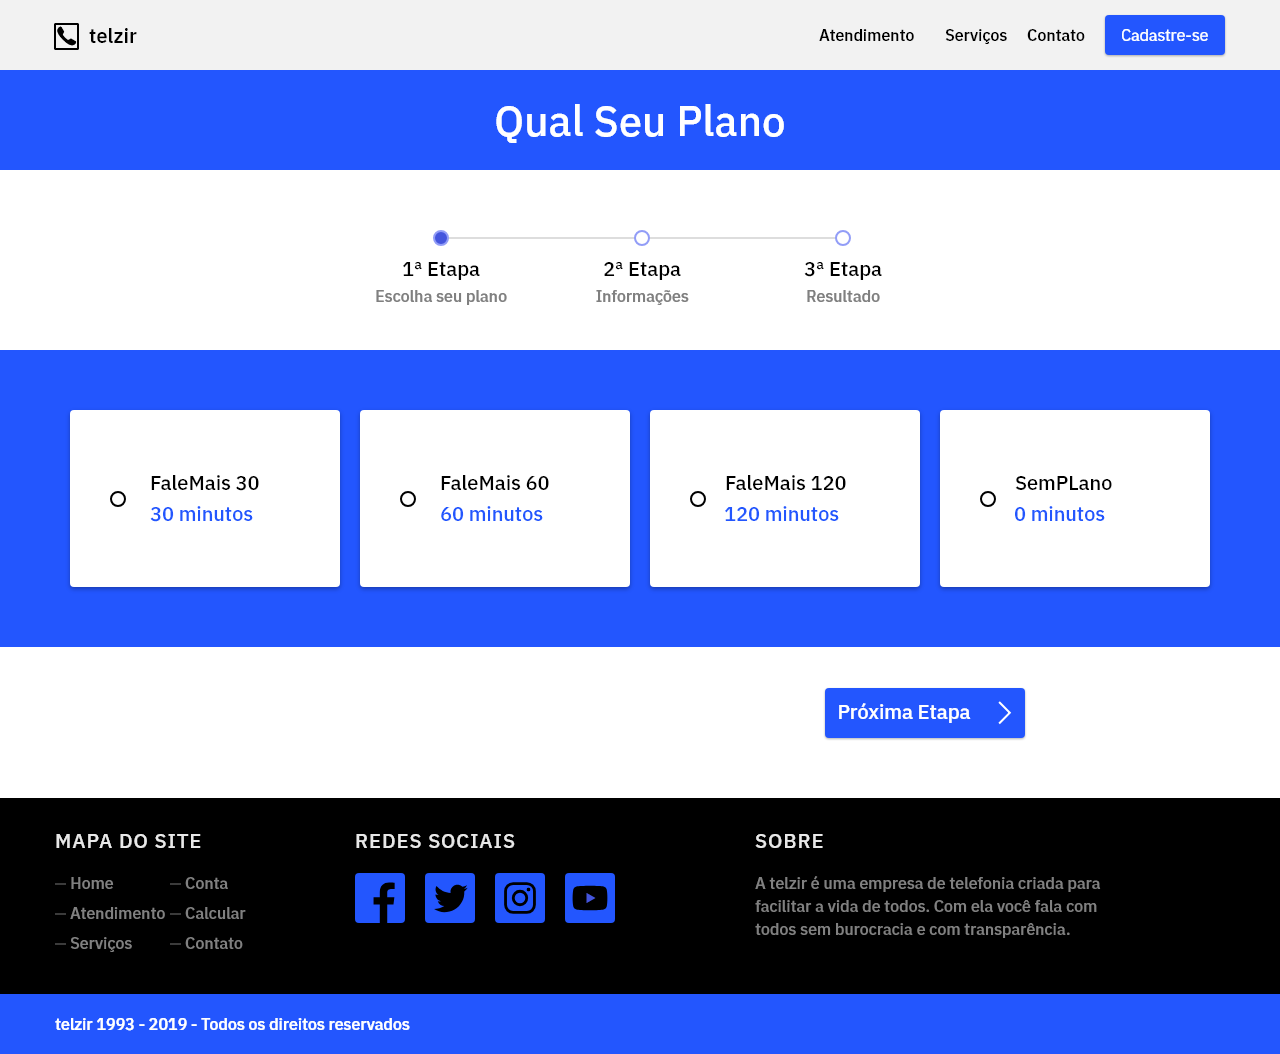 telzir
Atendimento Serviços Contato Cadastre-se
Qual Seu Plano
1ª Etapa 2ª Etapa 3ª Etapa
Escolha seu plano Informações Resultado
FaleMais 30
30 minutos
FaleMais 60
60 minutos
FaleMais 120
120 minutos
SemPLano
0 minutos
Próxima Etapa
MAPA DO SITE
— Home — Conta
— Atendimento — Calcular
— Serviços — Contato
REDES SOCIAIS
SOBRE
A telzir é uma empresa de telefonia criada para
facilitar a vida de todos. Com ela você fala com
todos sem burocracia e com transparência.
telzir 1993 - 2019 - Todos os direitos reservados